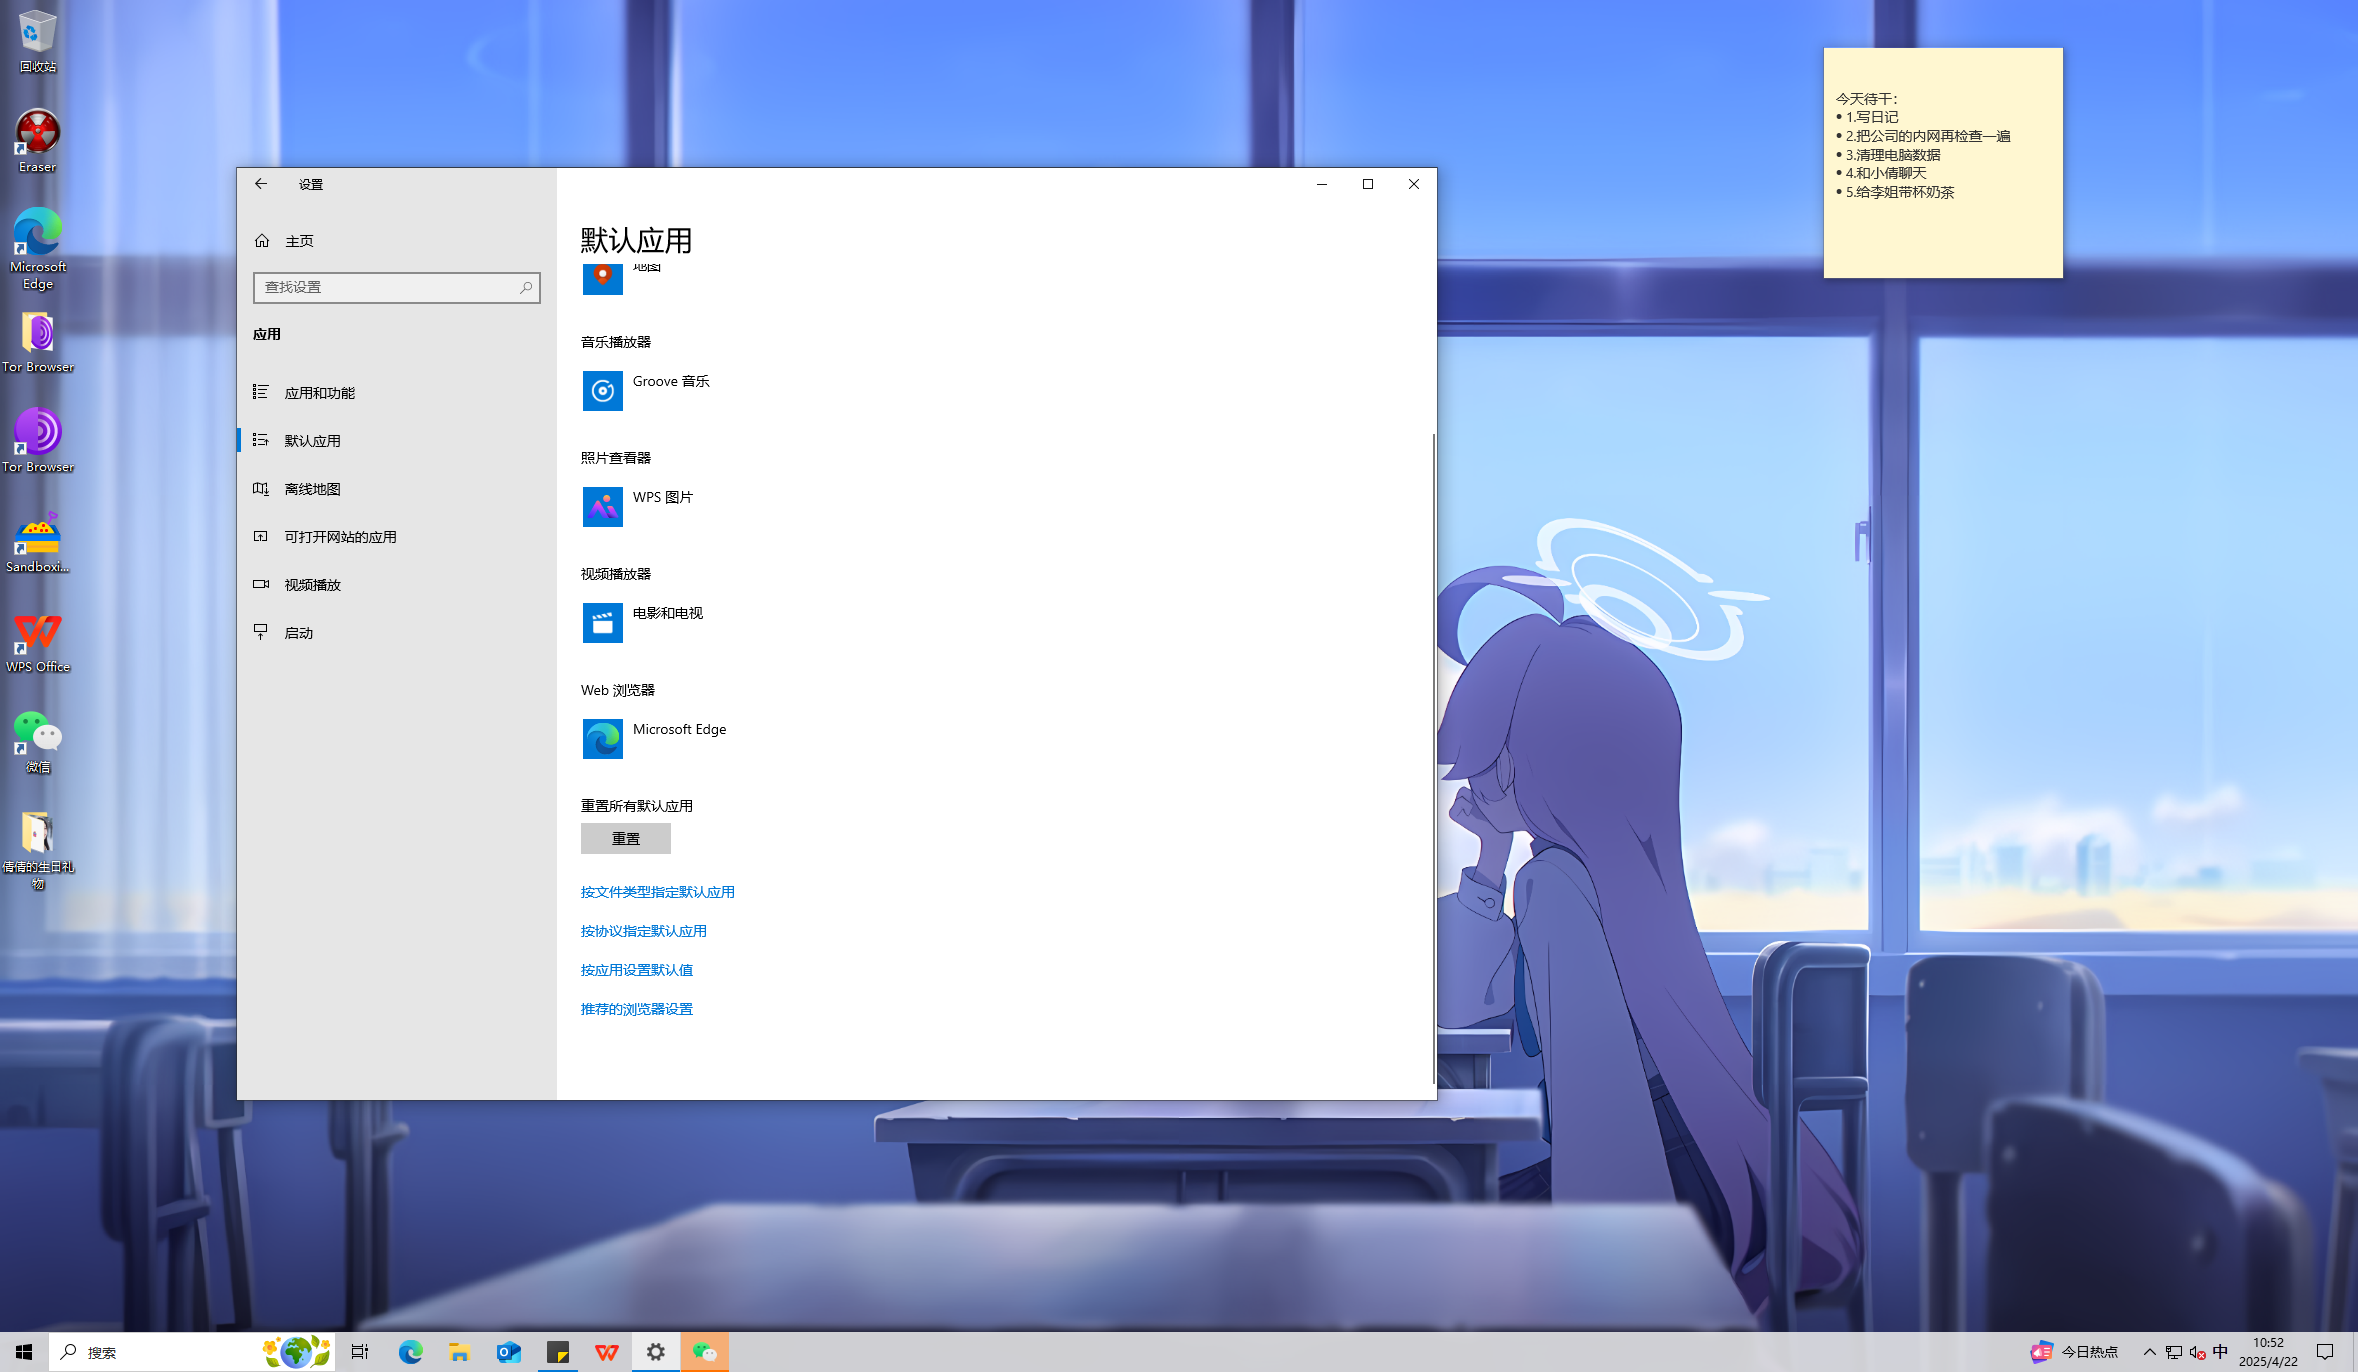 回收站
Eraser
Microsoft
Edge
Tor Browser
Tor Browser
Sandboxi...
WPS Office
微信
倩倩的生日礼
物
设置
主页
查找设置
应用
应用和功能
默认应用
离线地图
可打开网站的应用
视频播放
启动
默认应用
地图
音乐播放器
Groove 音乐
照片查看器
WPS 图片
视频播放器
电影和电视
Web 浏览器
Microsoft Edge
重置所有默认应用
重置
按文件类型指定默认应用
按协议指定默认应用
按应用设置默认值
推荐的浏览器设置
今天待干：
• 1.写日记
• 2.把公司的内网再检查一遍
• 3.清理电脑数据
• 4.和小倩聊天
• 5.给李姐带杯奶茶
搜索
今日热点
中
10:52
2025/4/22